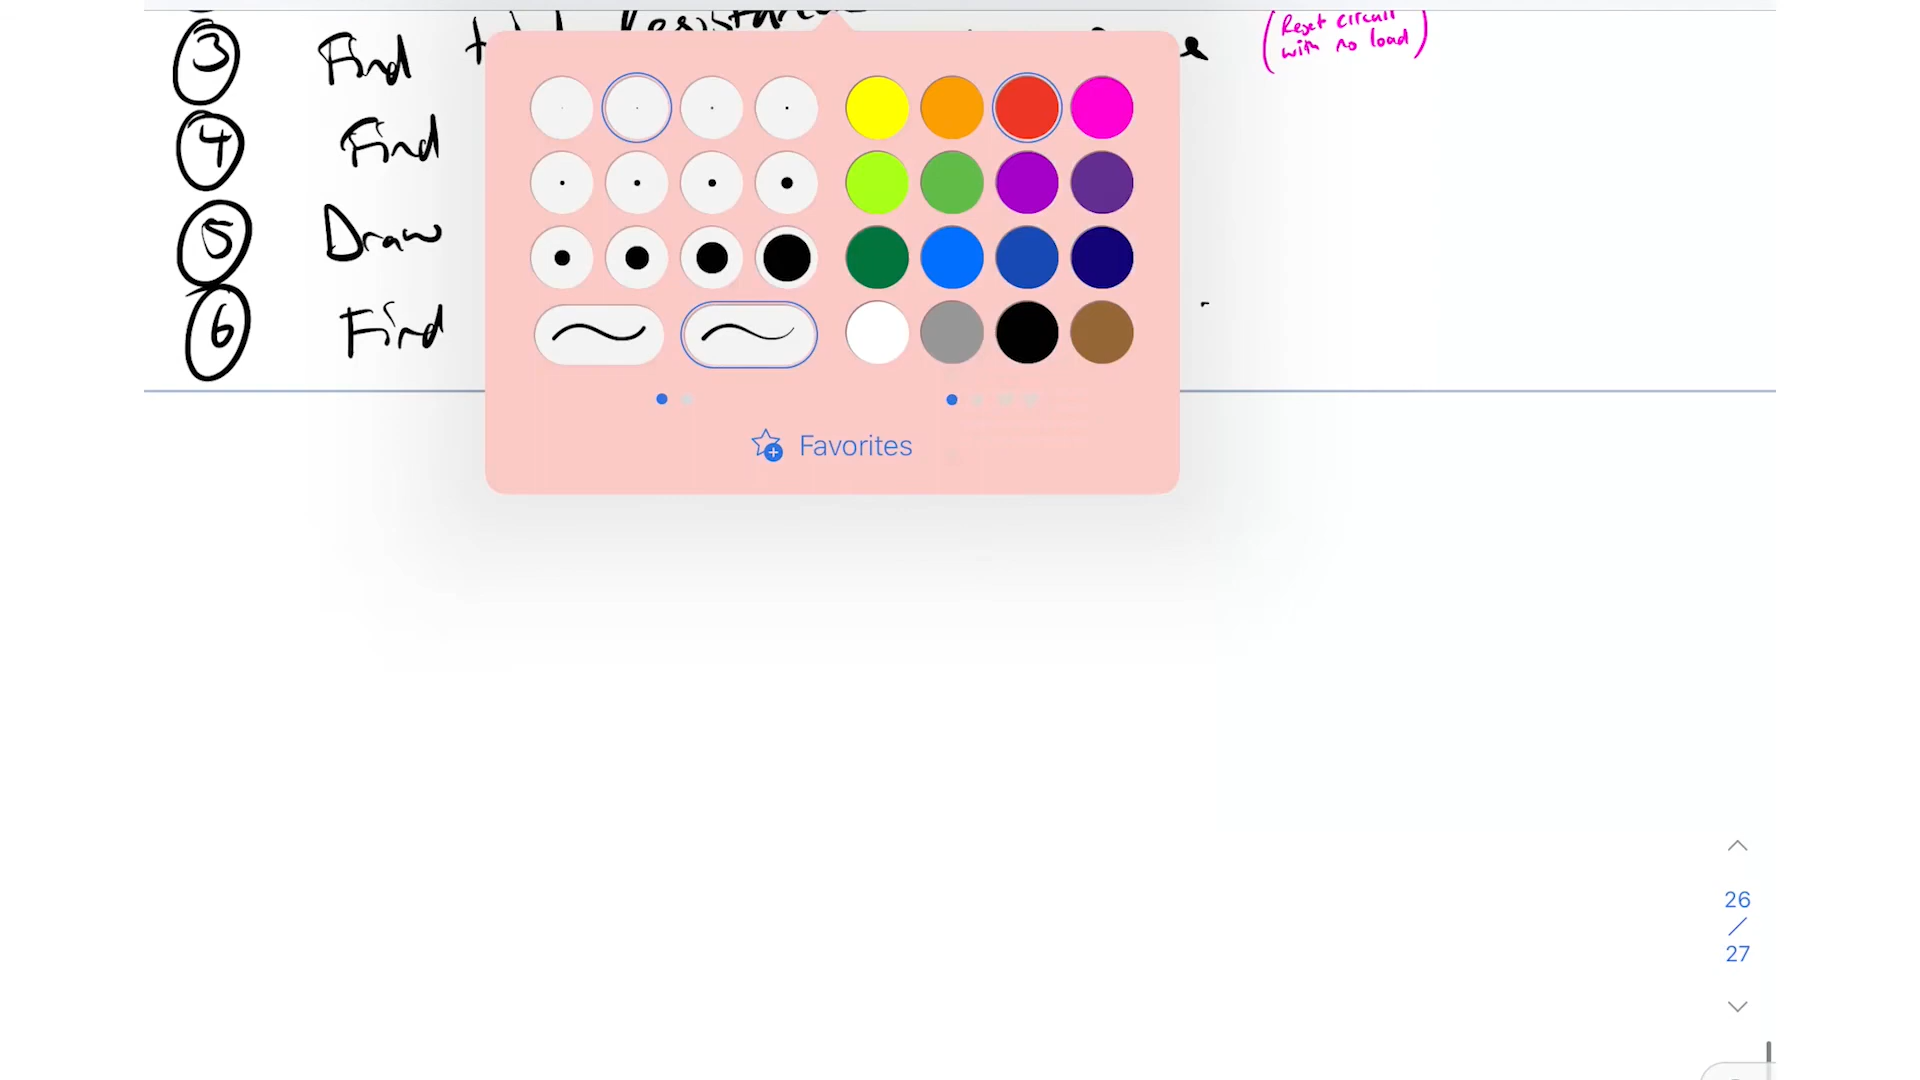 3 Find
Reset circuit
with no load
4 Find
5 Draw
6 Find
Favorites
26
/
27